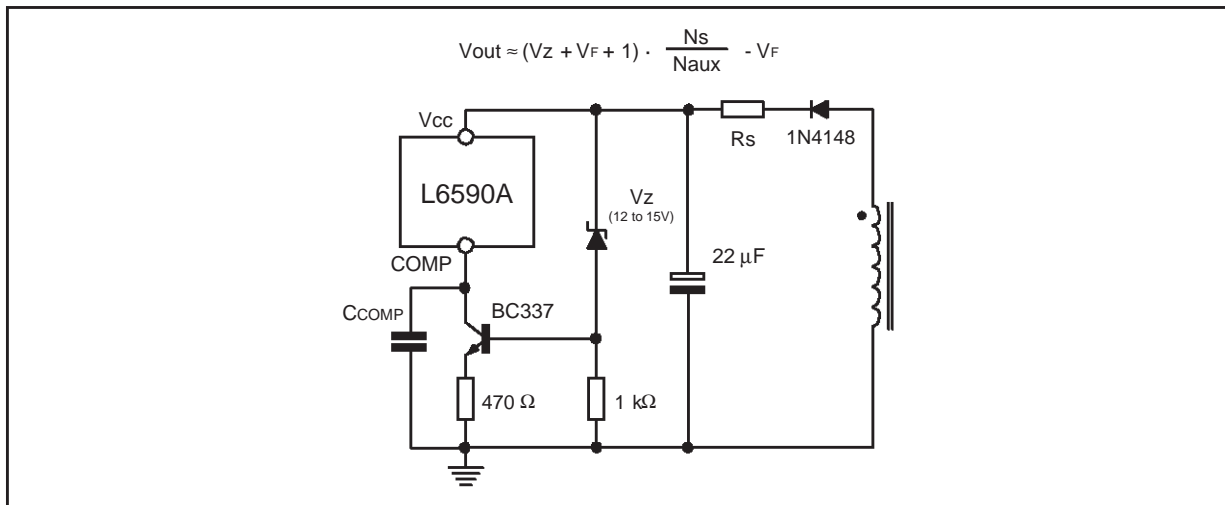 Vout ≈ (Vz + VF + 1) · Ns / Naux - VF
Vcc
L6590A
COMP
Rs
1N4148
Vz
(12 to 15V)
22 μF
CCOMP
BC337
470 Ω
1 kΩ